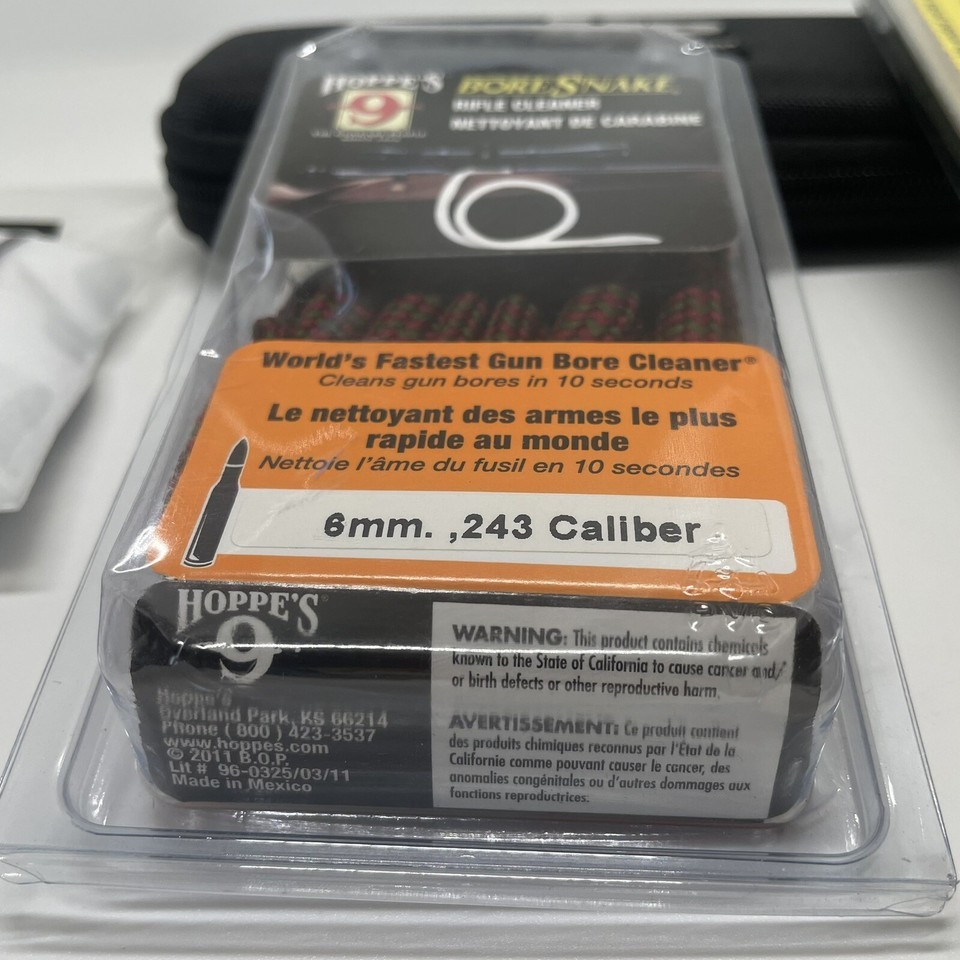 HOPPE'S
9
BORESNAKE
RIFLE CLEANER
NETTOYANT DE CARABINE
World's Fastest Gun Bore Cleaner®
Cleans gun bores in 10 seconds
Le nettoyant des armes le plus
rapide au monde
Nettoie l'âme du fusil en 10 secondes
6mm. ,243 Caliber
HOPPE'S®
9
Hoppe's
Overland Park, KS 66214
Phone ( 800 ) 423-3537
www.hoppes.com
© 2011 B.O.P.
Lit # 96-0325/03/11
Made in Mexico
WARNING: This product contains chemicals
known to the State of California to cause cancer and/
or birth defects or other reproductive harm.
AVERTISSEMENT: Ce produit contient
des produits chimiques reconnus par l'État de la
Californie comme pouvant causer le cancer, des
anomalies congénitales ou d'autres dommages aux
fonctions reproductrices.